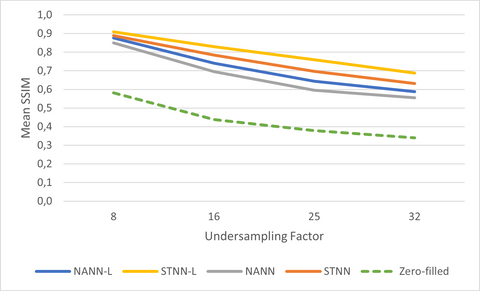 1,0
0,9
0,8
0,7
0,6
0,5
0,4
0,3
0,2
0,1
0,0
Mean SSIM
8 16 25 32
Undersampling Factor
NANN-L STNN-L NANN STNN Zero-filled